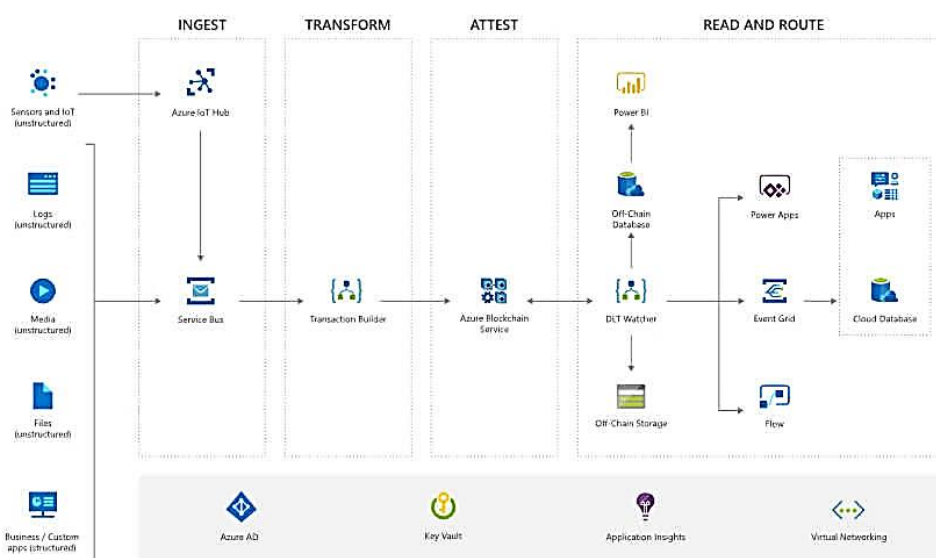 INGEST
TRANSFORM
ATTEST
READ AND ROUTE
Sensors and IoT
(unstructured)
Azure IoT Hub
Power BI
Logs
(unstructured)
Off-Chain
Database
Power Apps
Apps
Media
(unstructured)
Service Bus
Transaction Builder
Azure Blockchain
Service
DLT Watcher
Event Grid
Cloud Database
Files
(unstructured)
Off-Chain Storage
Flow
Business / Custom
apps (structured)
Azure AD
Key Vault
Application Insights
Virtual Networking